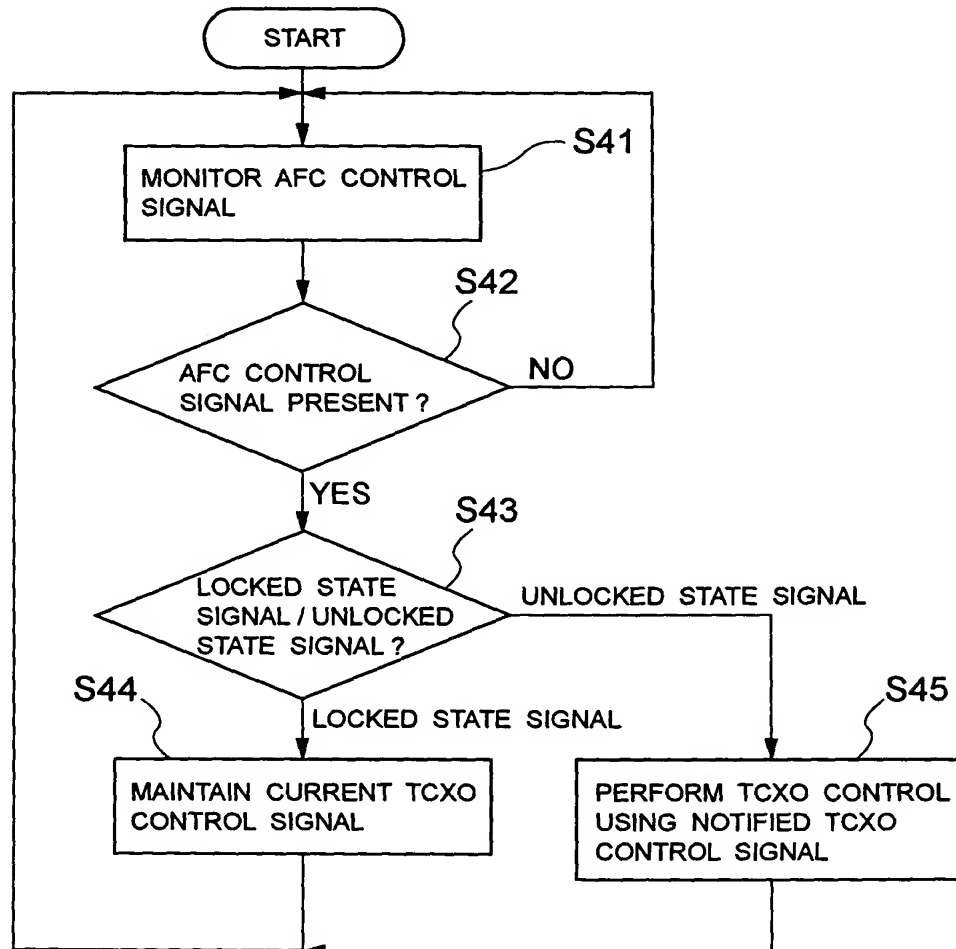 START
S41
MONITOR AFC CONTROL
SIGNAL
S42
AFC CONTROL
SIGNAL PRESENT ?
NO
YES
S43
LOCKED STATE
SIGNAL / UNLOCKED
STATE SIGNAL ?
UNLOCKED STATE SIGNAL
S44
LOCKED STATE SIGNAL
S45
MAINTAIN CURRENT TCXO
CONTROL SIGNAL
PERFORM TCXO CONTROL
USING NOTIFIED TCXO
CONTROL SIGNAL